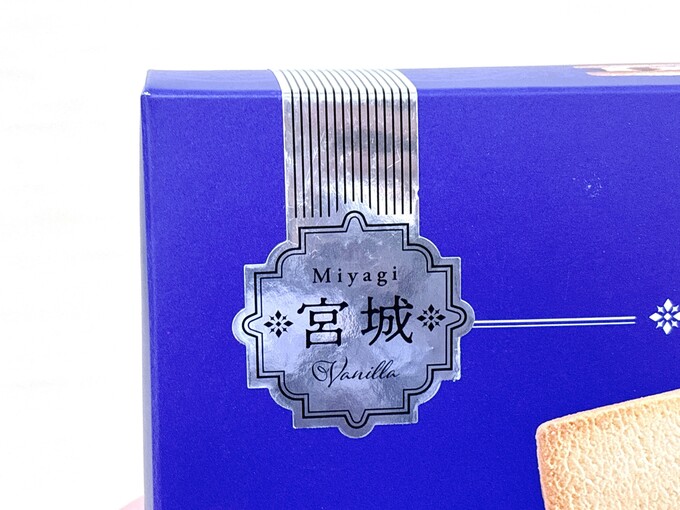 Miyagi
宮城
Vanilla